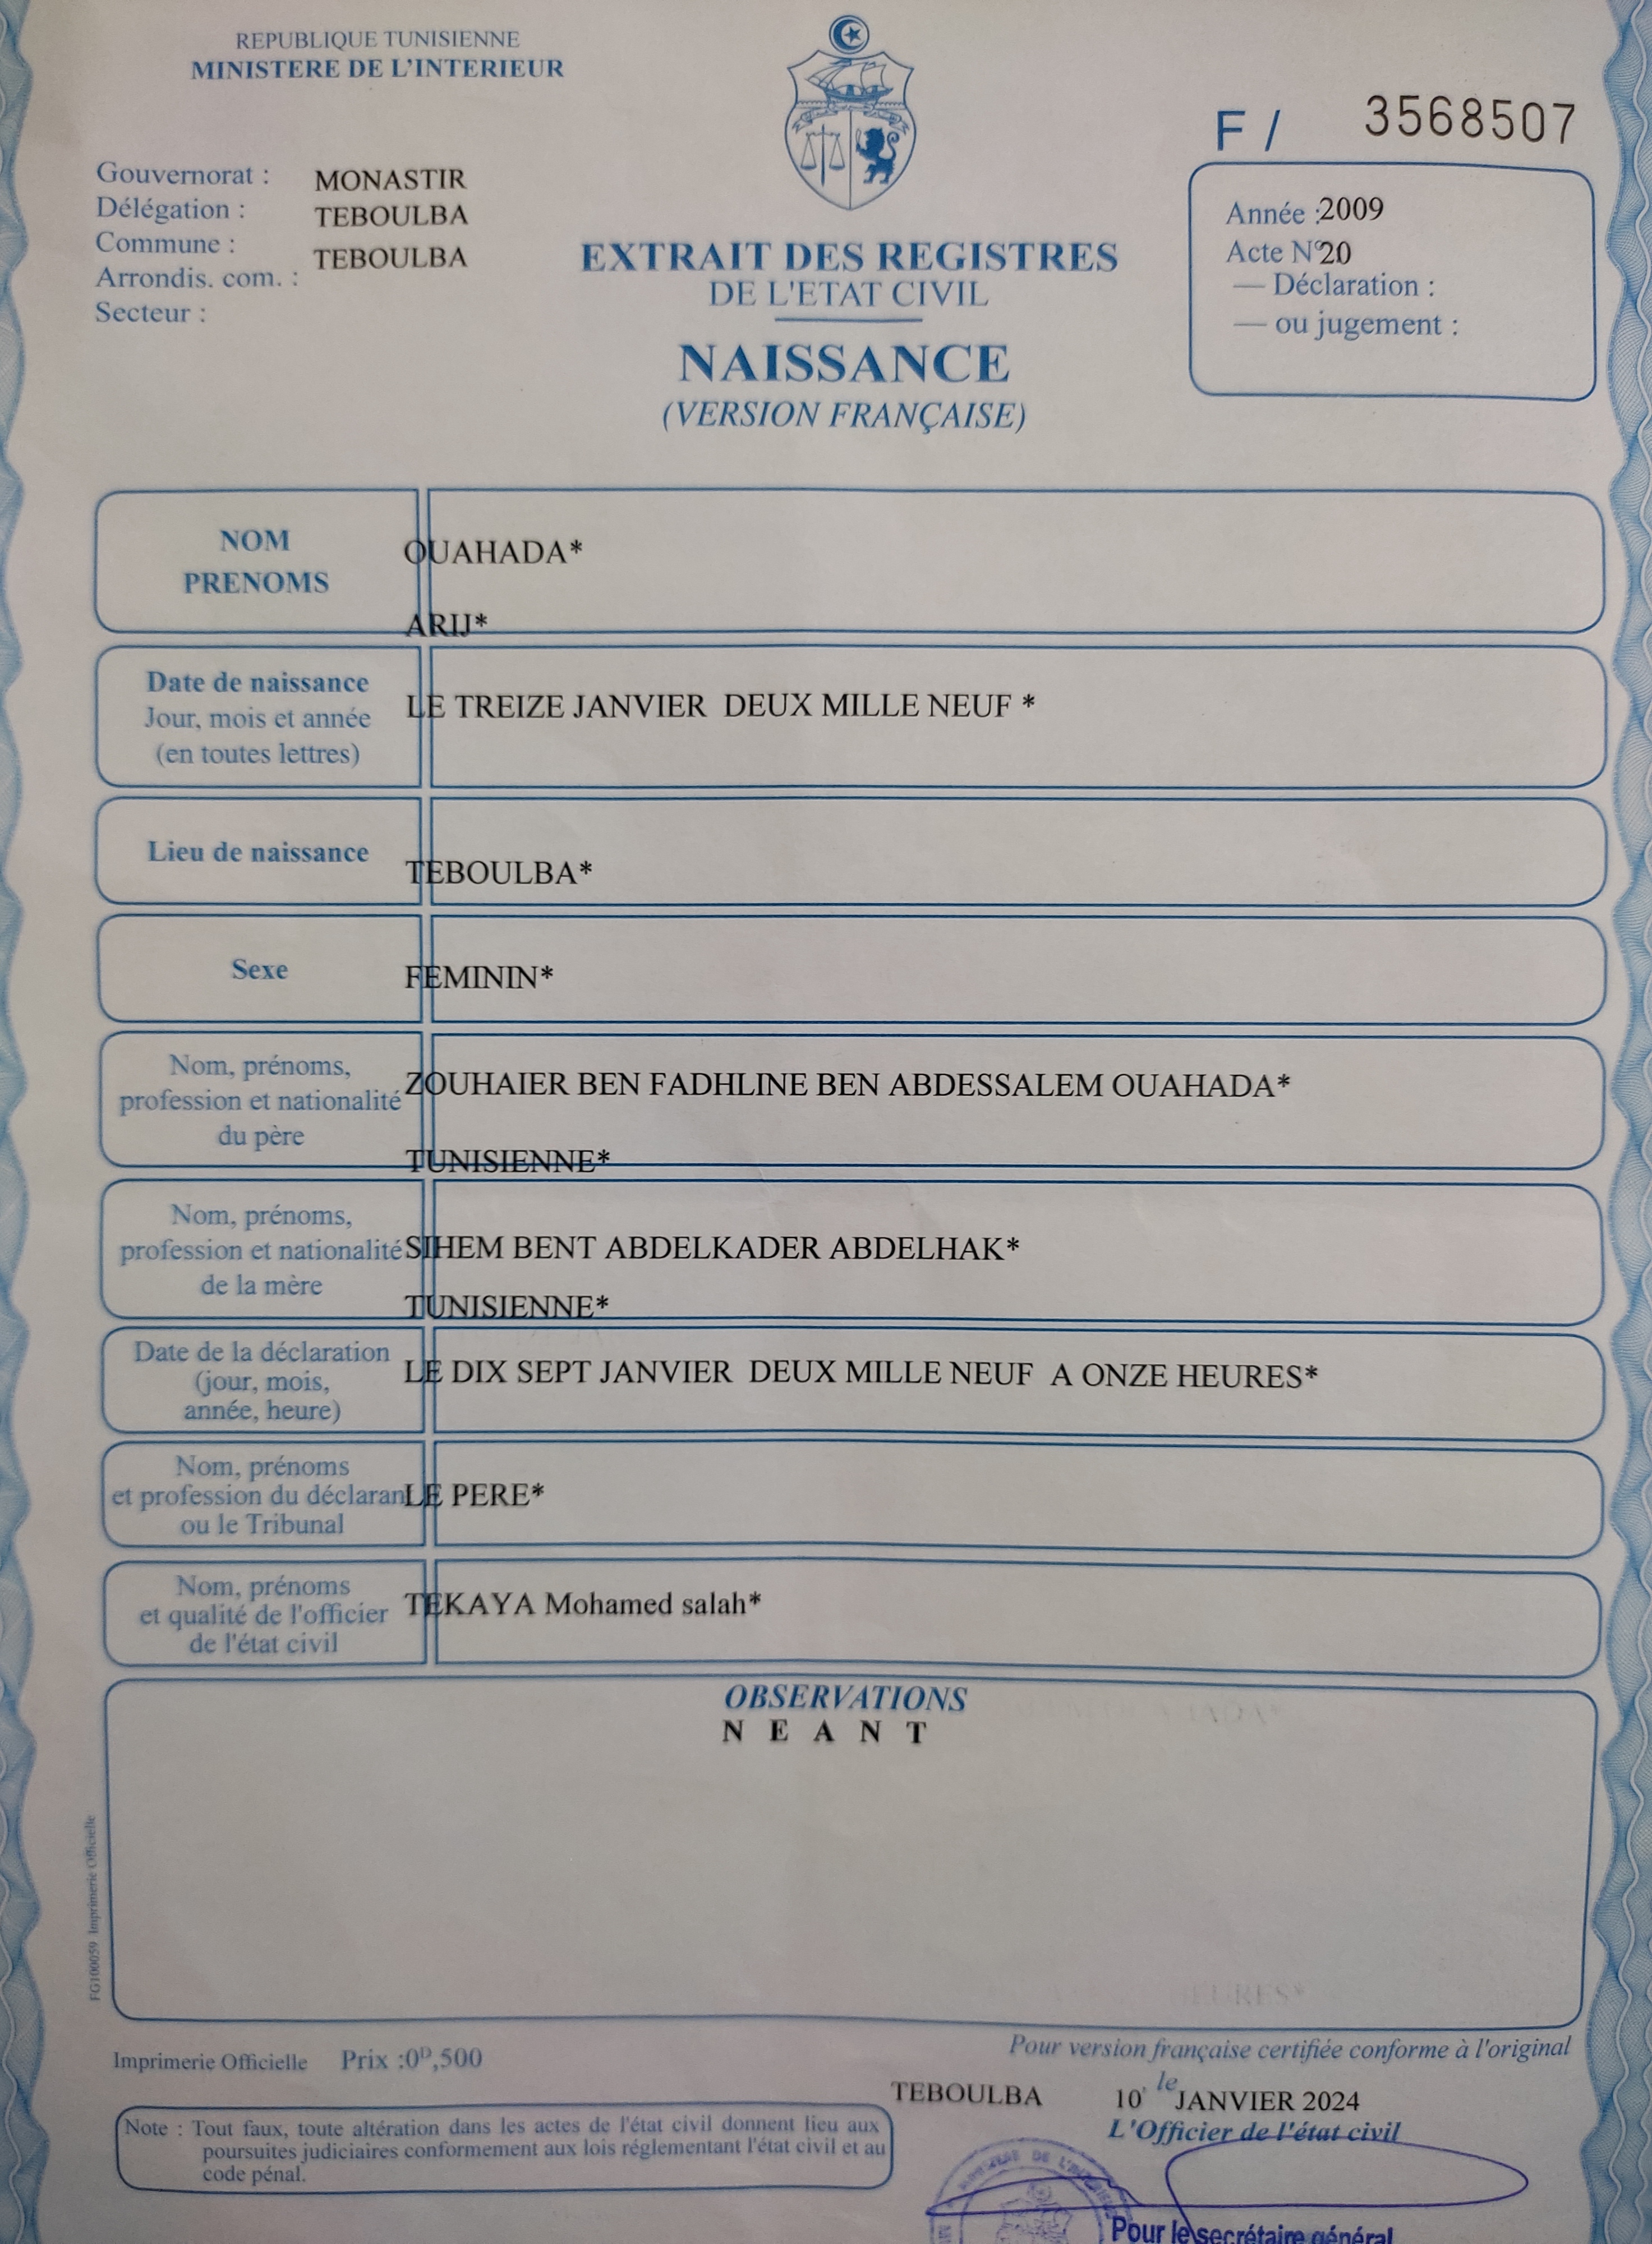 REPUBLIQUE TUNISIENNE
MINISTERE DE L'INTERIEUR
F / 3568507
Gouvernorat : MONASTIR
Délégation : TEBOULBA
Commune : TEBOULBA
Arrondis. com. :
Secteur :
EXTRAIT DES REGISTRES
DE L'ETAT CIVIL
NAISSANCE
(VERSION FRANÇAISE)
Année :2009
Acte N°20
— Déclaration :
— ou jugement :
NOM
PRENOMS
OUAHADA*
ARIJ*
Date de naissance
Jour, mois et année
(en toutes lettres)
LE TREIZE JANVIER DEUX MILLE NEUF *
Lieu de naissance
TEBOULBA*
Sexe
FEMININ*
Nom, prénoms,
profession et nationalité
du père
ZOUHAIER BEN FADHLINE BEN ABDESSALEM OUAHADA*
TUNISIENNE*
Nom, prénoms,
profession et nationalité
de la mère
SIHEM BENT ABDELKADER ABDELHAK*
TUNISIENNE*
Date de la déclaration
(jour, mois,
année, heure)
LE DIX SEPT JANVIER DEUX MILLE NEUF A ONZE HEURES*
Nom, prénoms
et profession du déclaran
ou le Tribunal
LE PERE*
Nom, prénoms
et qualité de l'officier
de l'état civil
TEKAYA Mohamed salah*
OBSERVATIONS
N E A N T
FG100059 Imprimerie Officielle
Imprimerie Officielle Prix :0ᴰ,500
Pour version française certifiée conforme à l'original
TEBOULBA 10 le JANVIER 2024
L'Officier de l'état civil
Note : Tout faux, toute altération dans les actes de l'état civil donnent lieu aux
poursuites judiciaires conformement aux lois réglementant l'état civil et au
code pénal.
Pour le secrétaire général